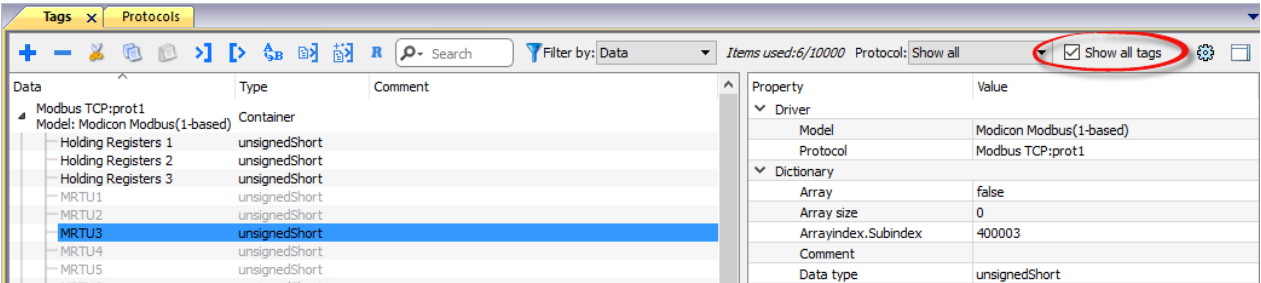 Tags x Protocols
Search Filter by: Data Items used:6/10000 Protocol: Show all Show all tags
Data Type Comment Property Value
Modbus TCP:prot1
Model: Modicon Modbus(1-based) Container
Driver
Model Modicon Modbus(1-based)
Holding Registers 1 unsignedShort
Protocol Modbus TCP:prot1
Holding Registers 2 unsignedShort
Dictionary
Holding Registers 3 unsignedShort
Array false
MRTU1 unsignedShort
Array size 0
MRTU2 unsignedShort
MRTU3 unsignedShort
Arrayindex.Subindex 400003
MRTU4 unsignedShort
Comment
MRTU5 unsignedShort
Data type unsignedShort